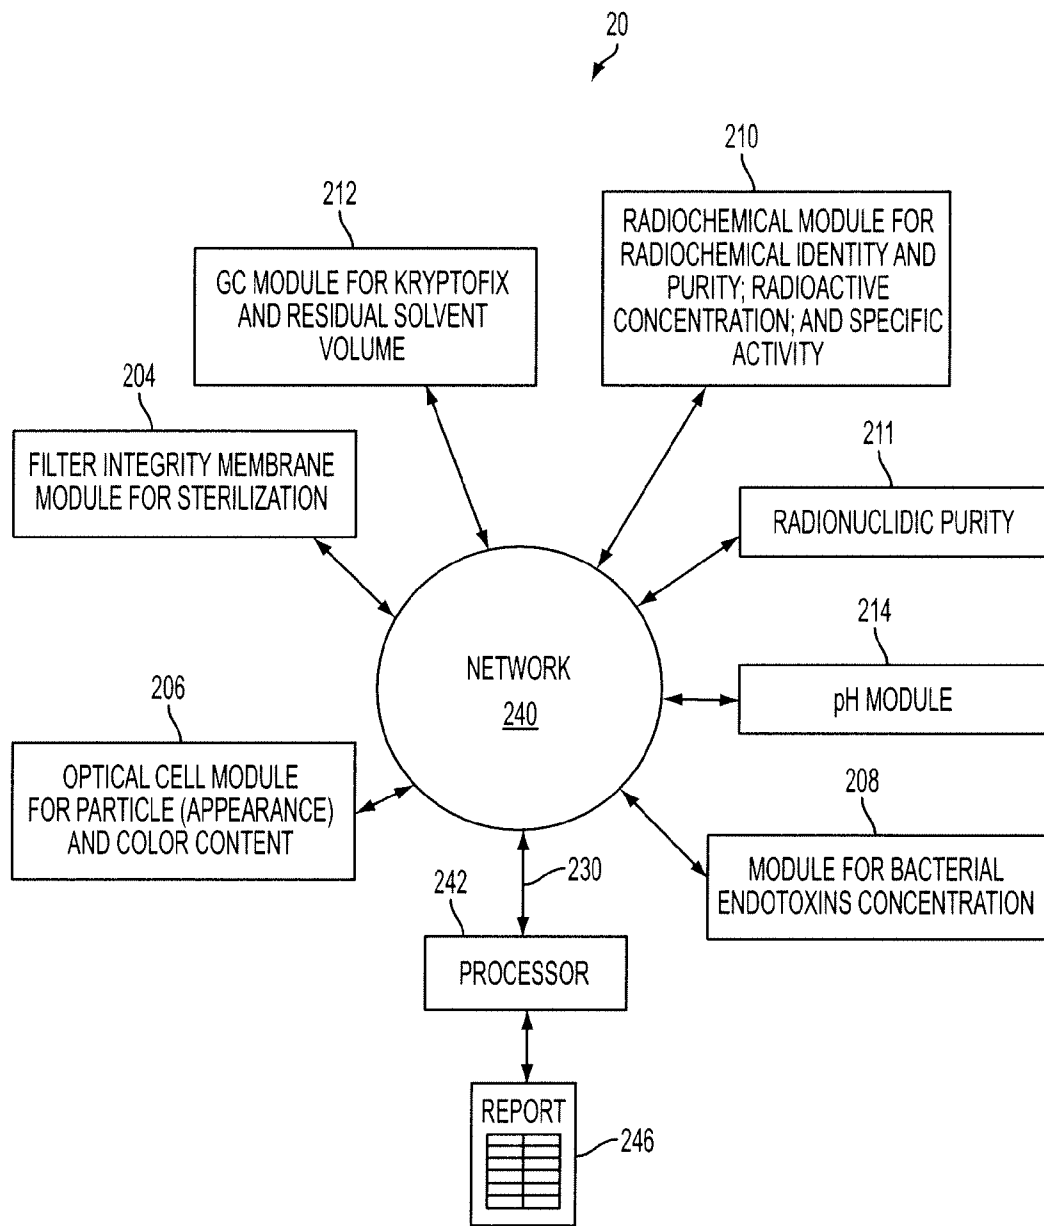 20
210
212
RADIOCHEMICAL MODULE FOR
RADIOCHEMICAL IDENTITY AND
PURITY; RADIOACTIVE
CONCENTRATION; AND SPECIFIC
ACTIVITY
GC MODULE FOR KRYPTOFIX
AND RESIDUAL SOLVENT
VOLUME
204
FILTER INTEGRITY MEMBRANE
MODULE FOR STERILIZATION
211
RADIONUCLIDIC PURITY
214
pH MODULE
NETWORK
240
206
OPTICAL CELL MODULE
FOR PARTICLE (APPEARANCE)
AND COLOR CONTENT
208
MODULE FOR BACTERIAL
ENDOTOXINS CONCENTRATION
230
242
PROCESSOR
REPORT
246